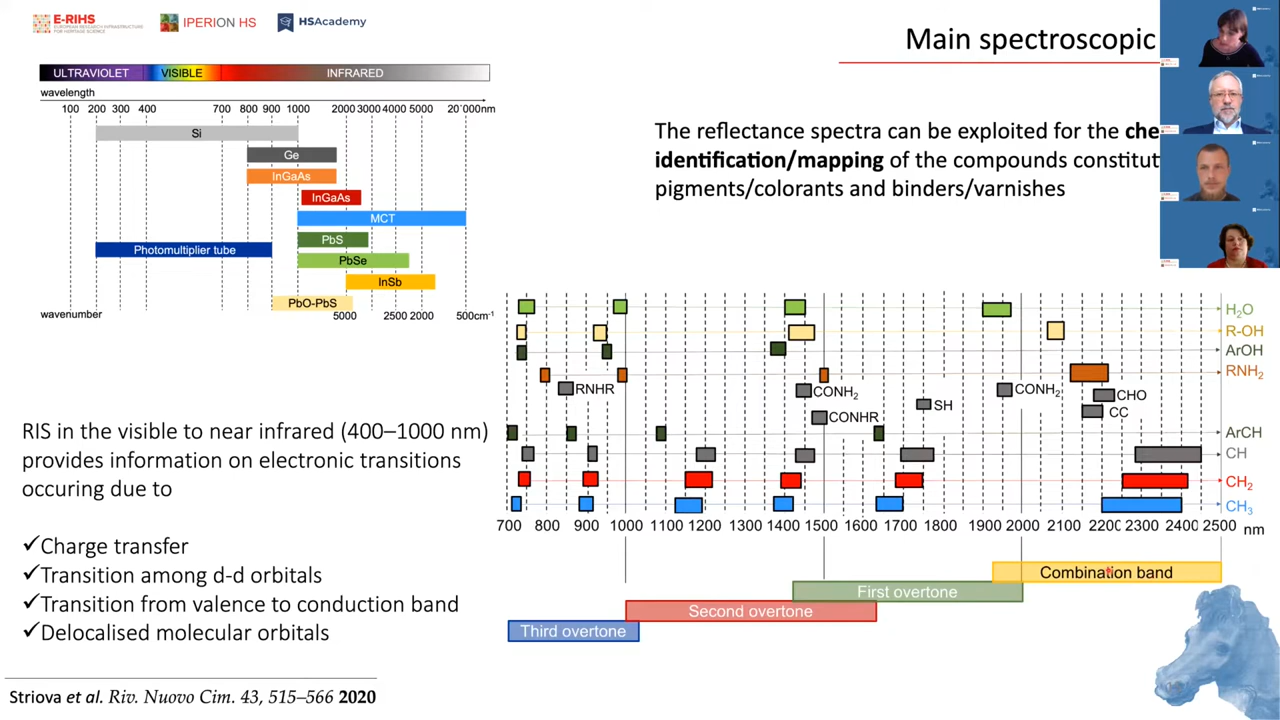 E-RIHS
EUROPEAN RESEARCH INFRASTRUCTURE
FOR HERITAGE SCIENCE
IPERION HS
HSAcademy
Main spectroscopic
ULTRAVIOLET VISIBLE INFRARED
wavelength
100 200 300 400 700 800 900 1000 2000 3000 4000 5000 20´000nm
Si
Ge
InGaAs
InGaAs
MCT
PbS
Photomultiplier tube
PbSe
InSb
PbO-PbS
wavenumber 5000 2500 2000 500cm⁻¹
The reflectance spectra can be exploited for the che
identification/mapping of the compounds constitut
pigments/colorants and binders/varnishes
H₂O
R-OH
ArOH
RNH₂
RNHR CONH₂ CONH₂ CHO
SH CC
CONHR
ArCH
CH
CH₂
CH₃
700 800 900 1000 1100 1200 1300 1400 1500 1600 1700 1800 1900 2000 2100 2200 2300 2400 2500 nm
Combination band
First overtone
Second overtone
Third overtone
RIS in the visible to near infrared (400–1000 nm)
provides information on electronic transitions
occuring due to
✓Charge transfer
✓Transition among d-d orbitals
✓Transition from valence to conduction band
✓Delocalised molecular orbitals
Striova et al. Riv. Nuovo Cim. 43, 515–566 2020